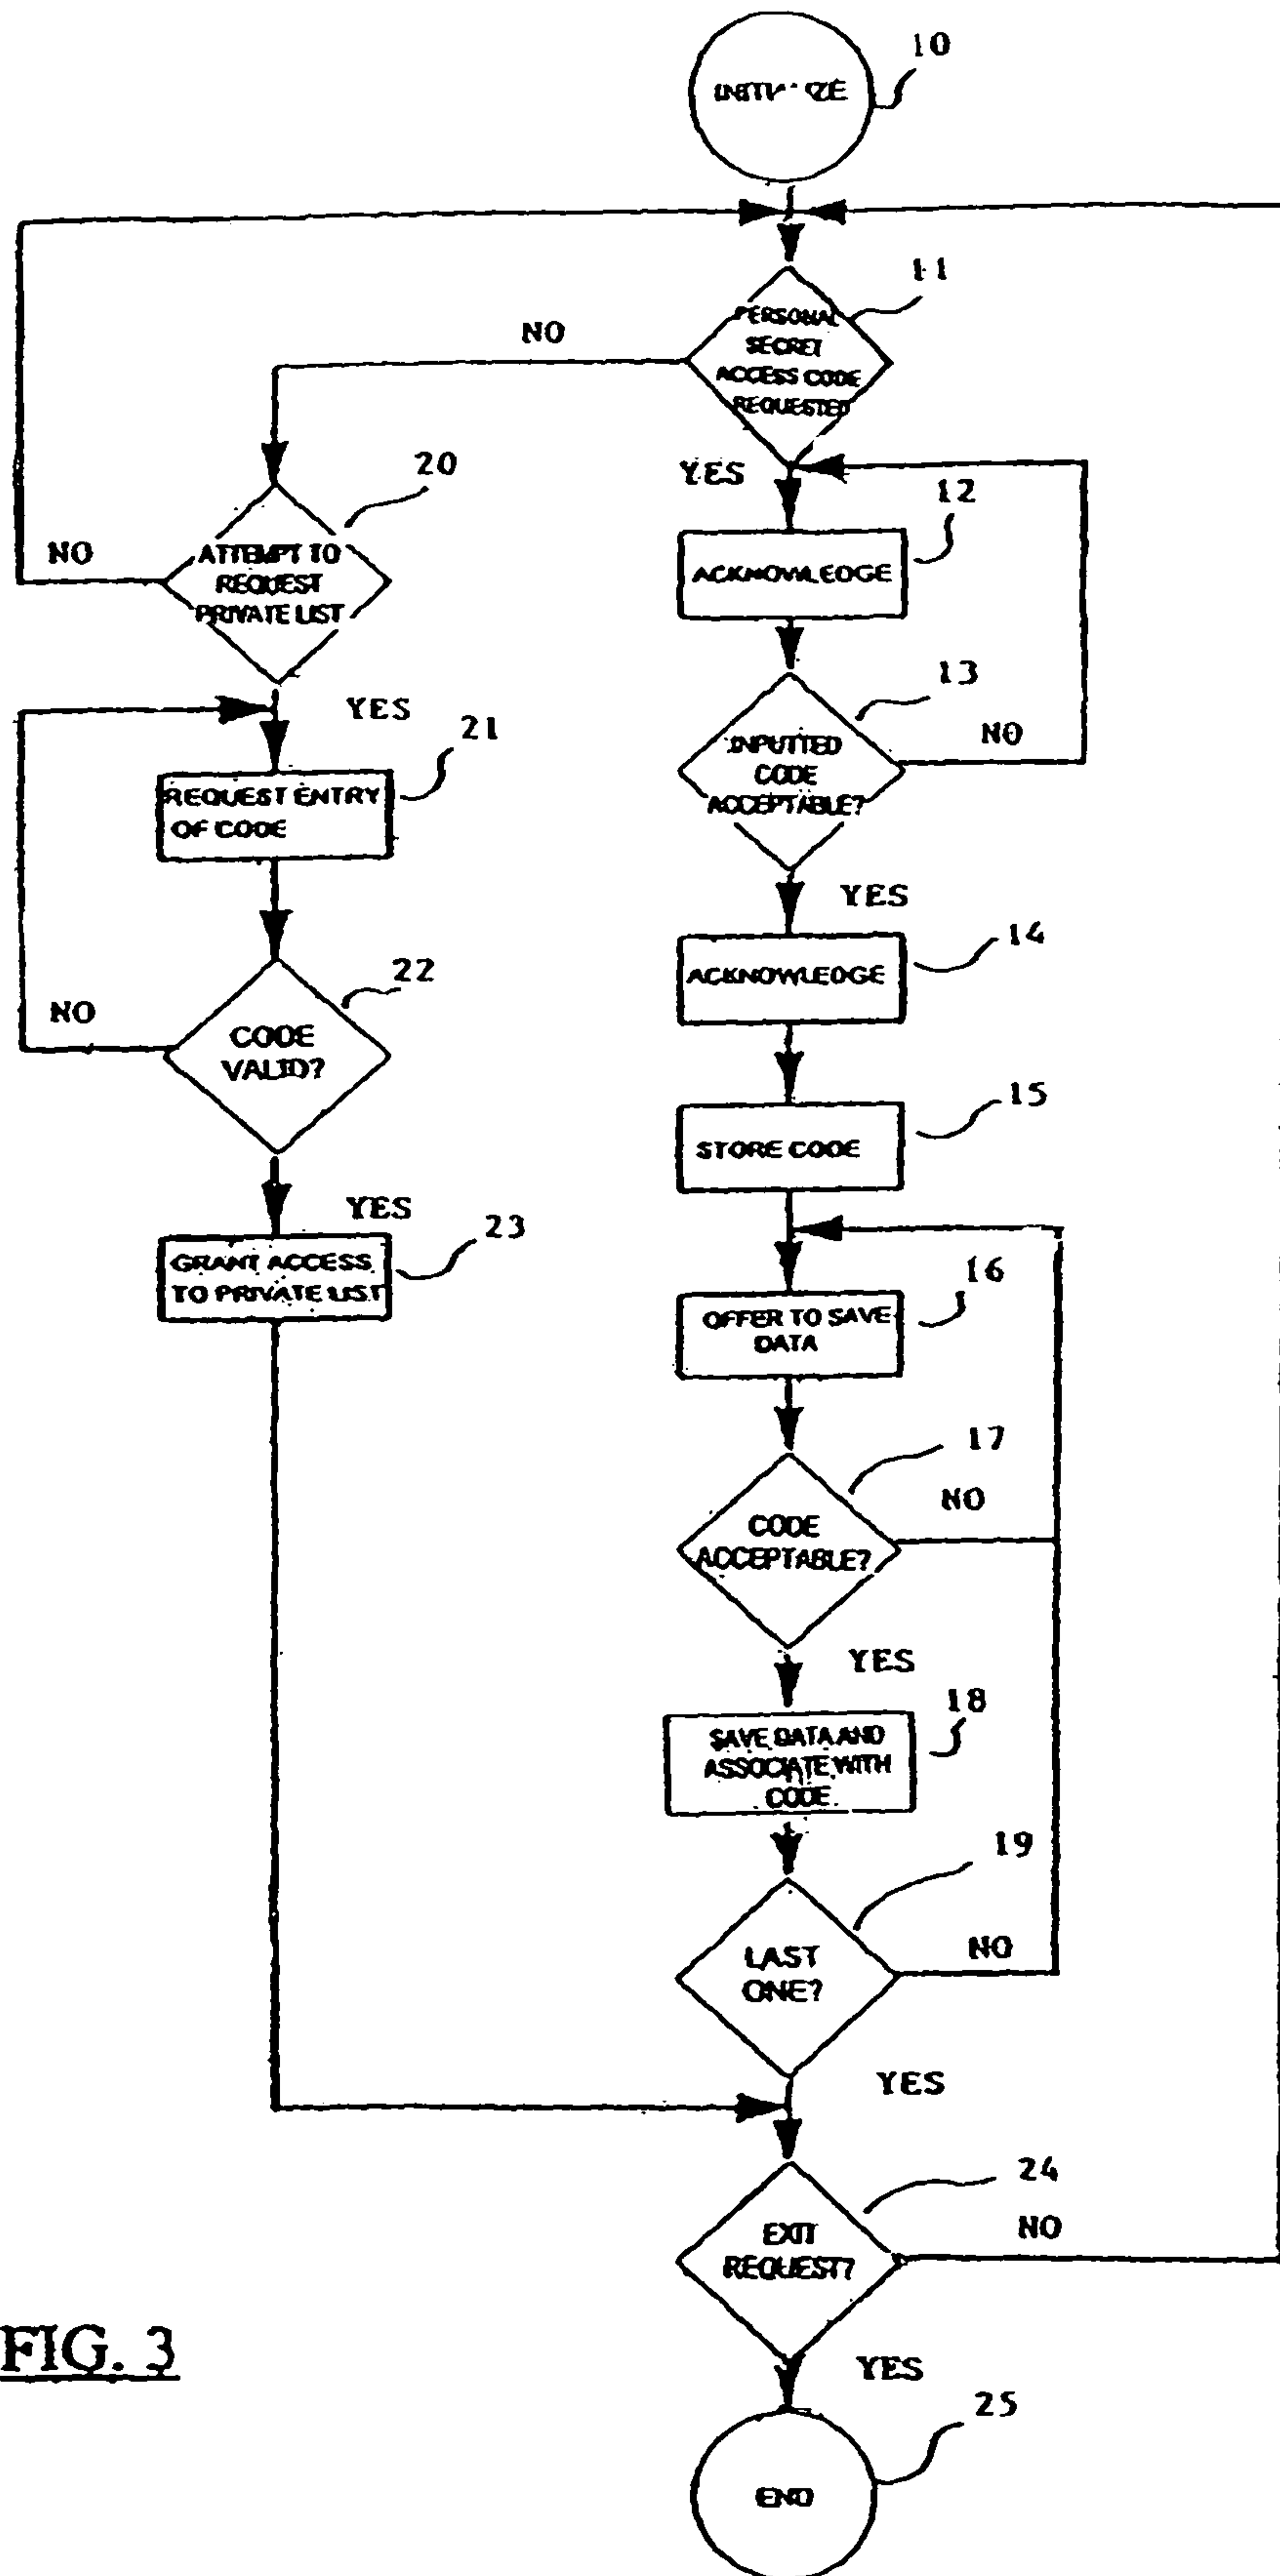 10
11
PERSONAL
SECRET
ACCESS CODE
REQUESTED
NO
YES
20
ATTEMPT TO
REQUEST
PRIVATE LIST
NO
YES
12
ACKNOWLEDGE
13
INPUTTED
CODE
ACCEPTABLE?
NO
YES
21
REQUEST ENTRY
OF CODE
14
ACKNOWLEDGE
22
CODE
VALID?
NO
YES
15
STORE CODE
23
GRANT ACCESS
TO PRIVATE LIST
16
OFFER TO SAVE
DATA
17
CODE
ACCEPTABLE?
NO
YES
18
SAVE DATA AND
ASSOCIATE WITH
CODE
19
LAST
ONE?
NO
YES
24
EXIT
REQUEST?
NO
YES
25
END
FIG. 3